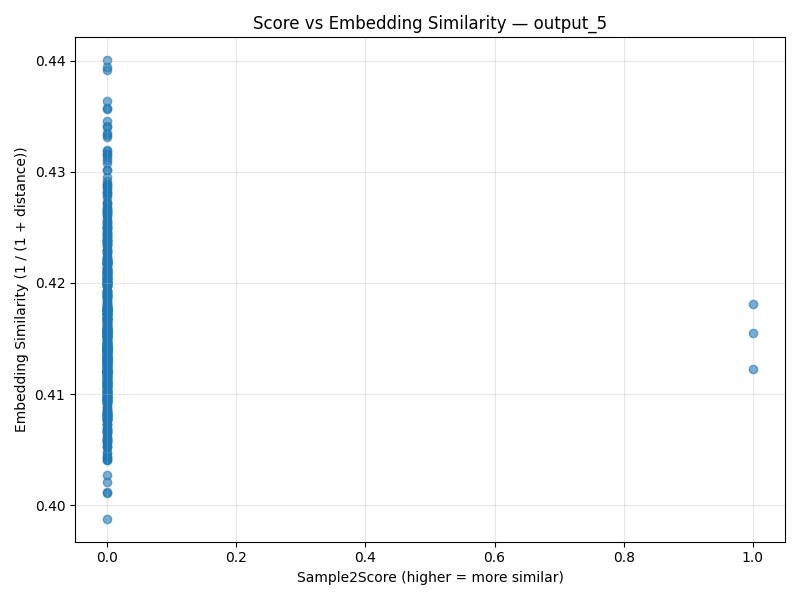 Score vs Embedding Similarity — output_5
Embedding Similarity (1 / (1 + distance))
0.44
0.43
0.42
0.41
0.40
0.0 0.2 0.4 0.6 0.8 1.0
Sample2Score (higher = more similar)